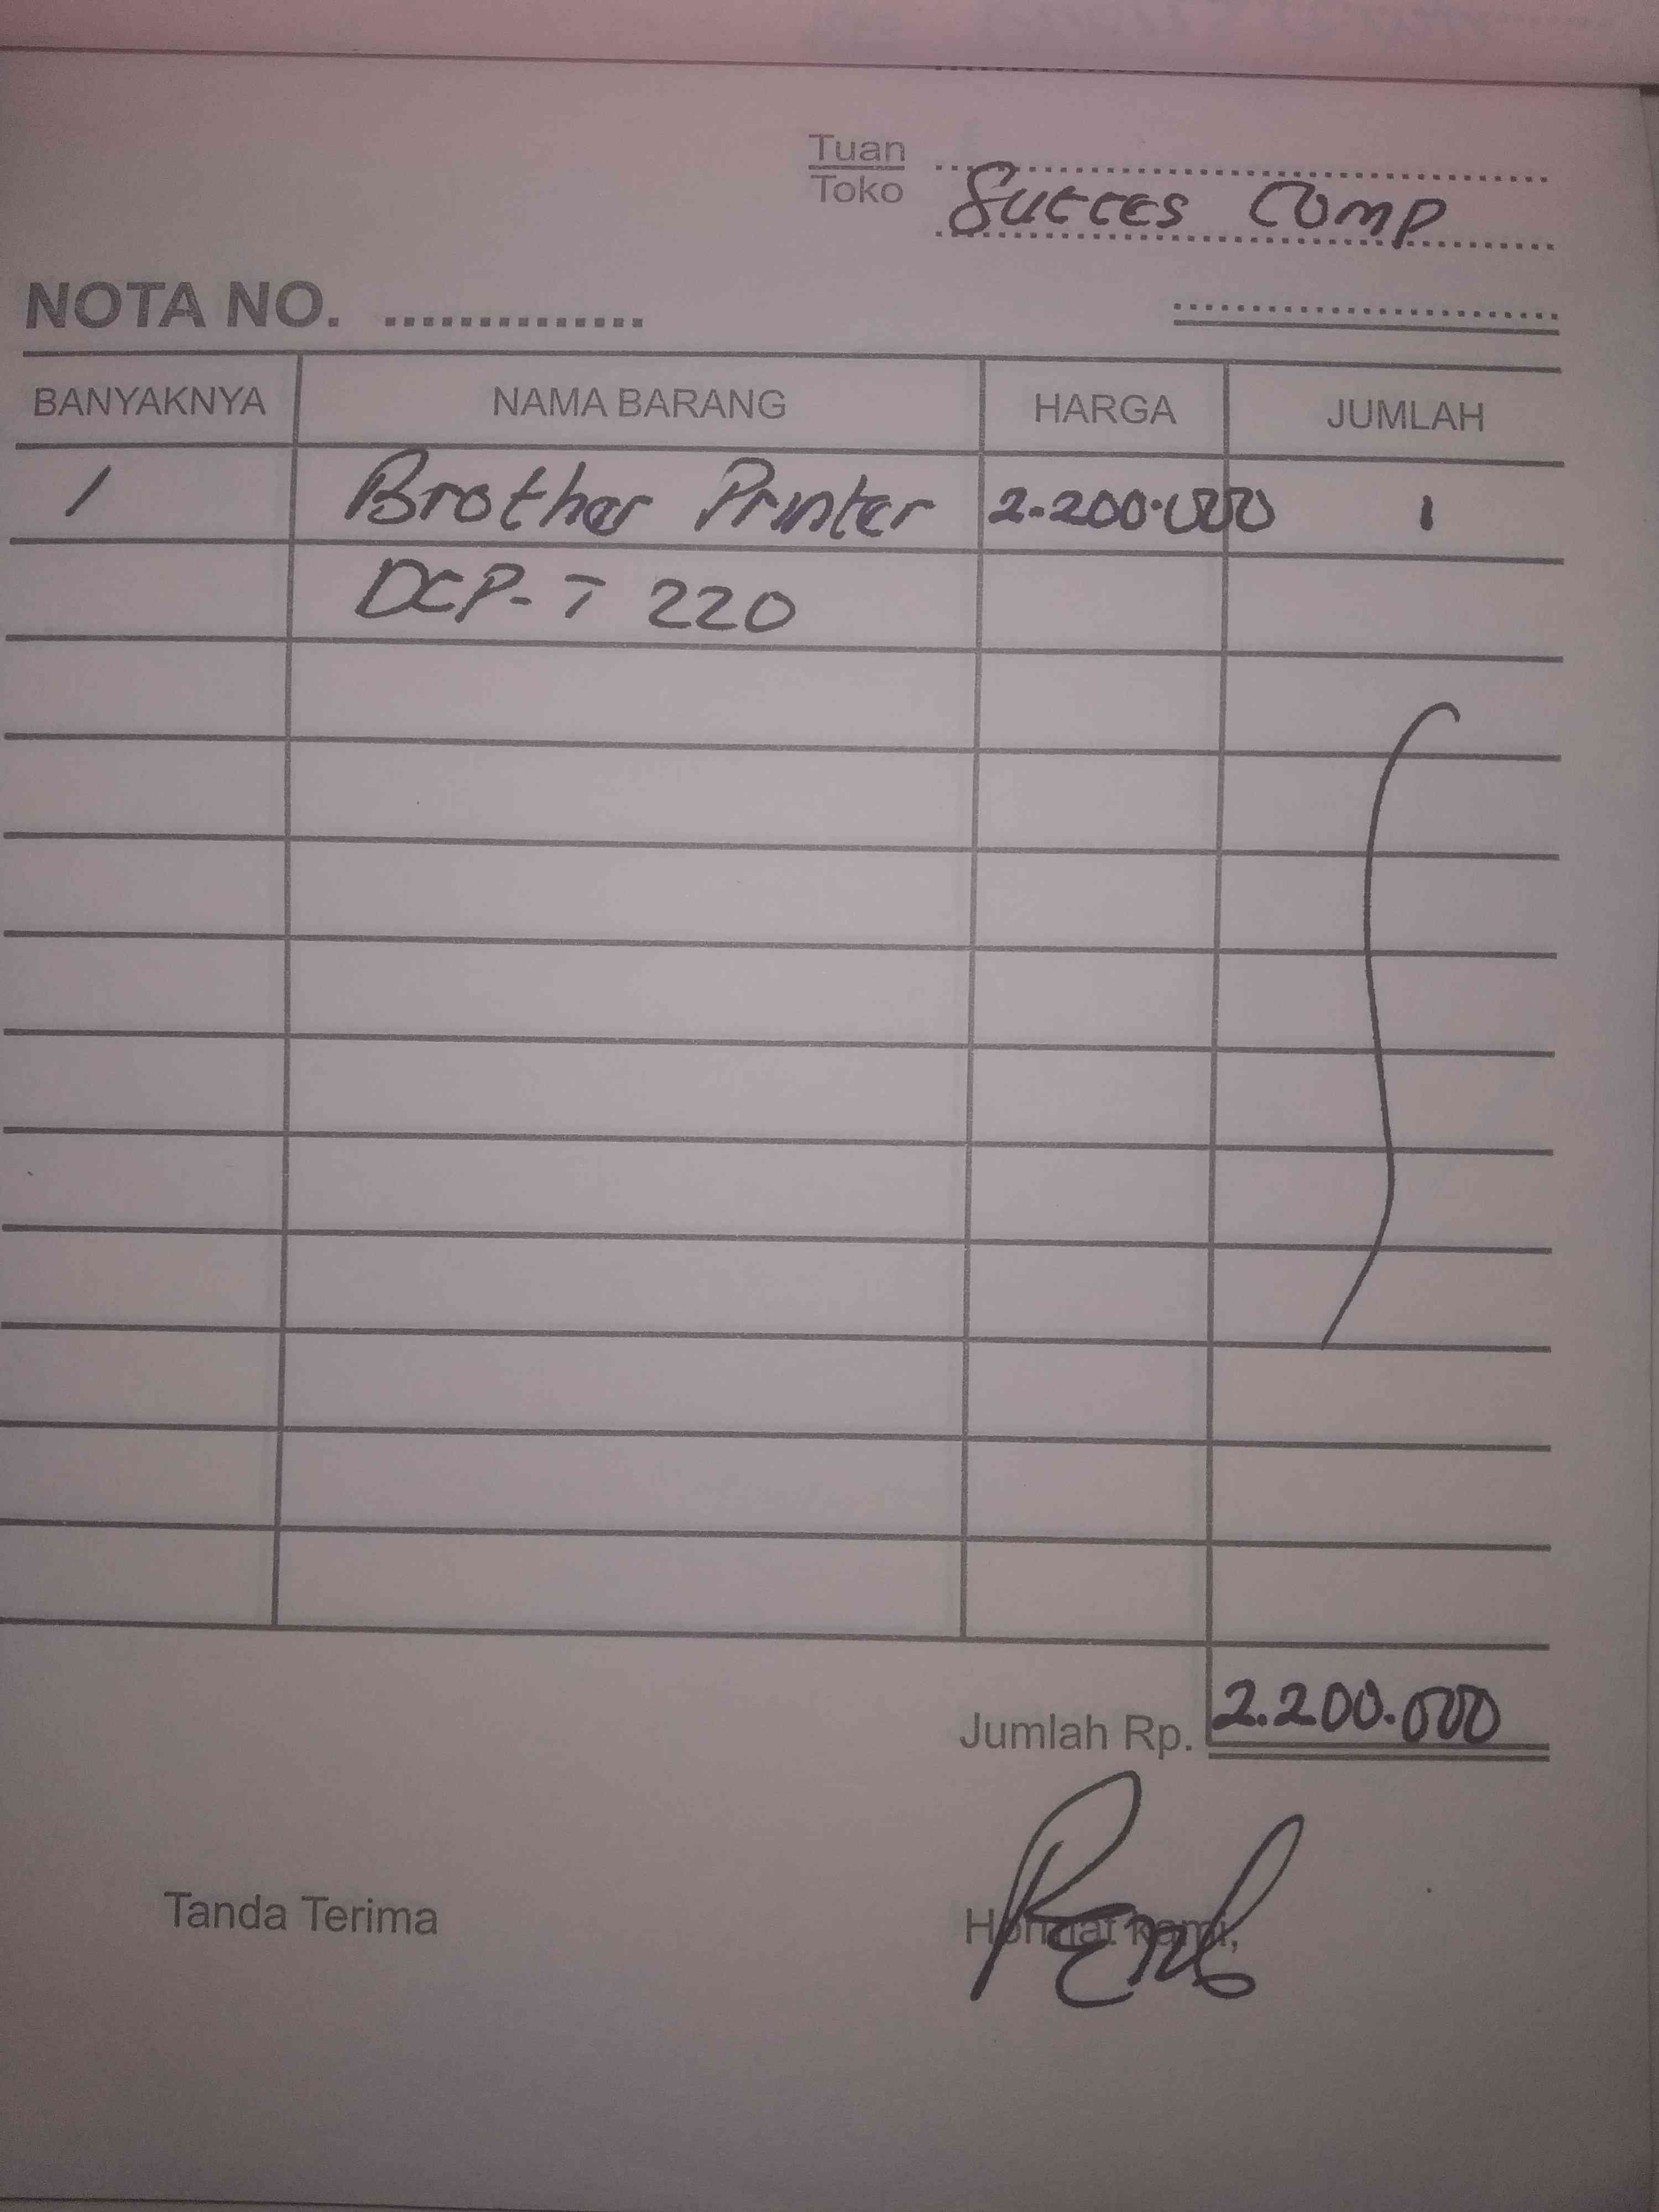 Tuan
Toko Succes Comp
NOTA NO. ..............
BANYAKNYA NAMA BARANG HARGA JUMLAH
1 Brother Printer 2.200.000 1
DCP-T 220
Jumlah Rp. 2.200.000
Tanda Terima Hormat kami,